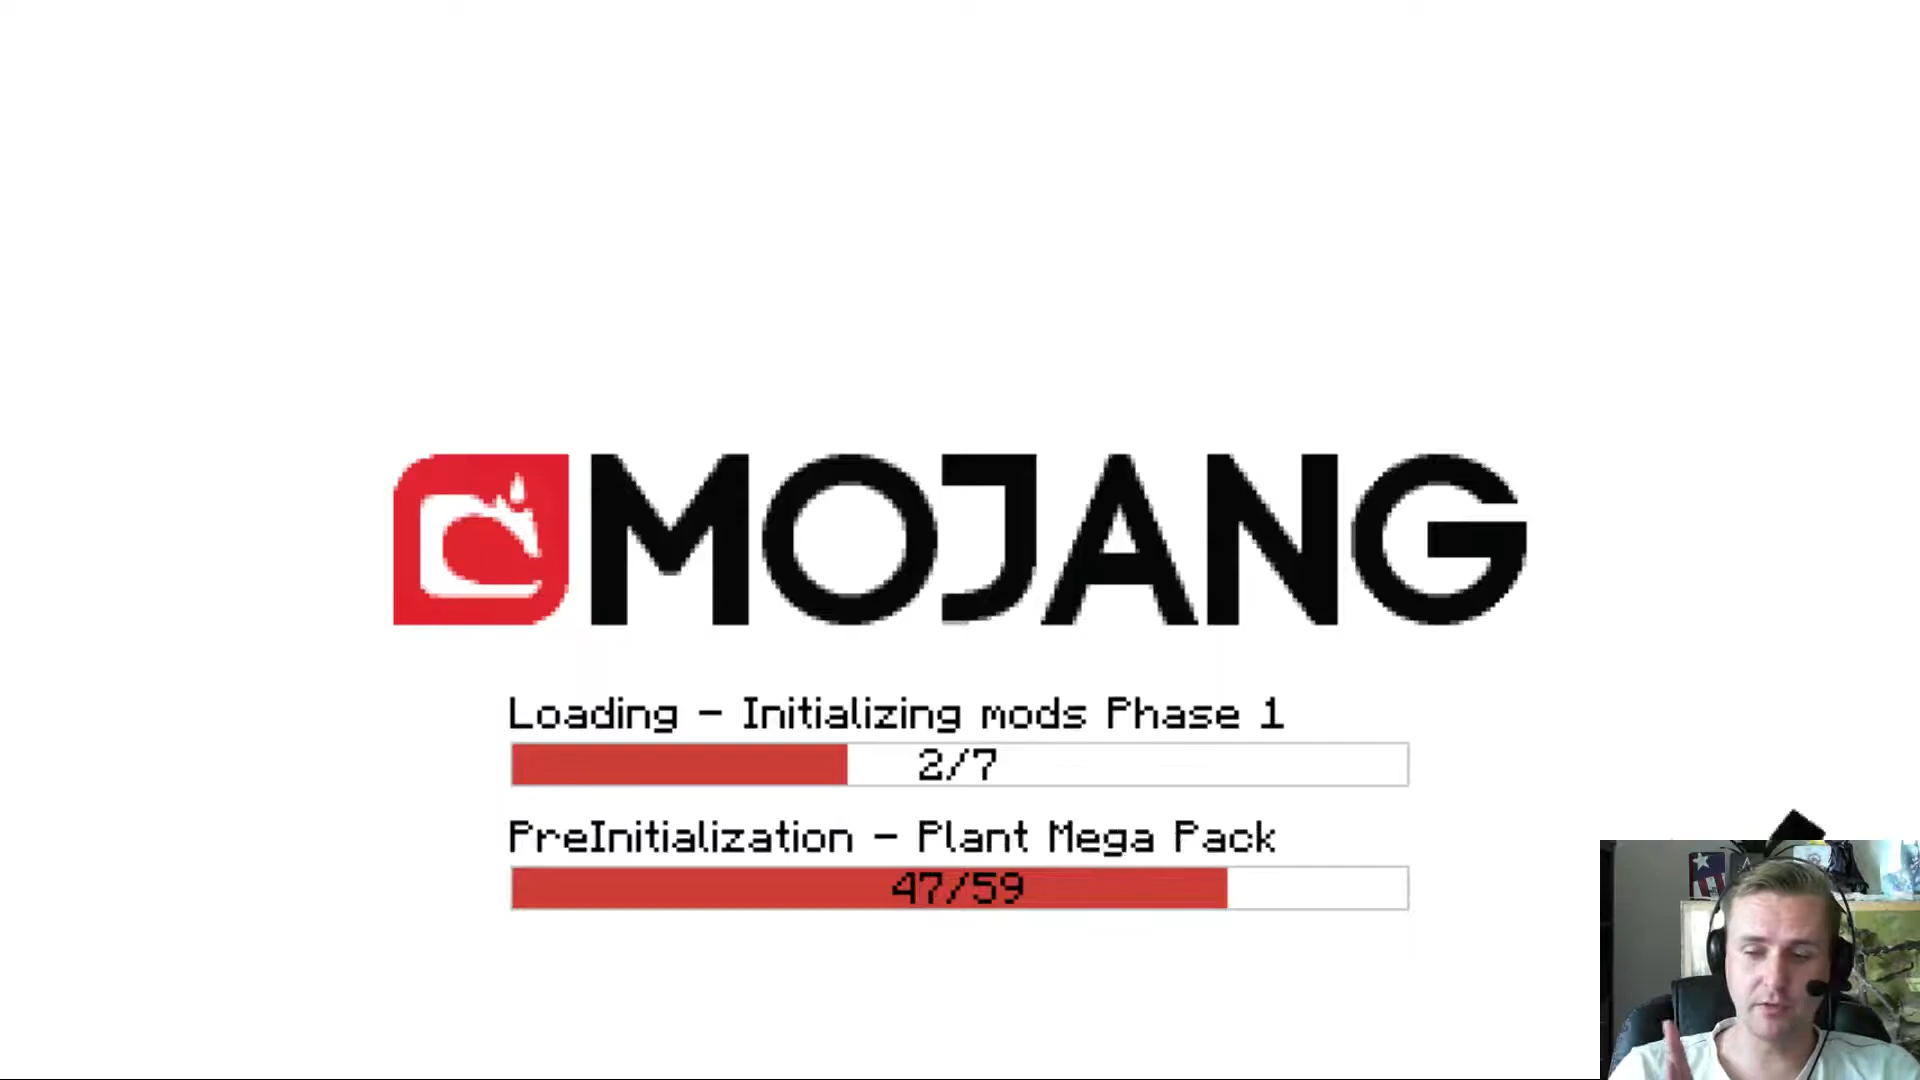 MOJANG
Loading - Initializing mods Phase 1
2/7
PreInitialization - Plant Mega Pack
47/59